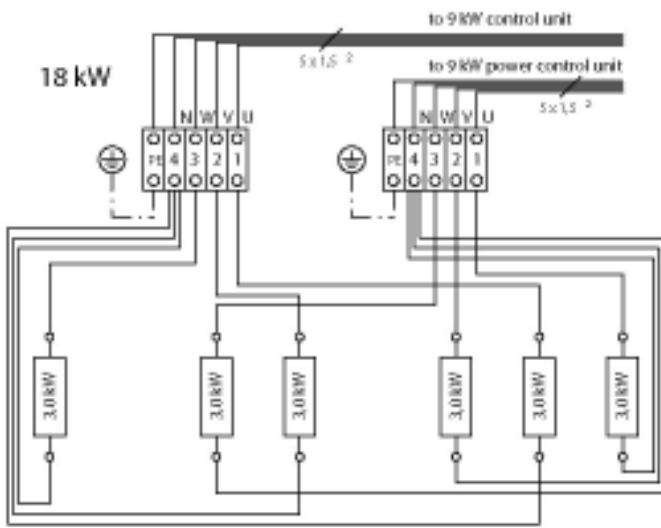 to 9 kW control unit
5 x 1,5 ²
18 kW
to 9 kW power control unit
5 x 1,5 ²
N W V U
N W V U
PE 4 3 2 1
PE 4 3 2 1
3,0 kW
3,0 kW
3,0 kW
3,0 kW
3,0 kW
3,0 kW